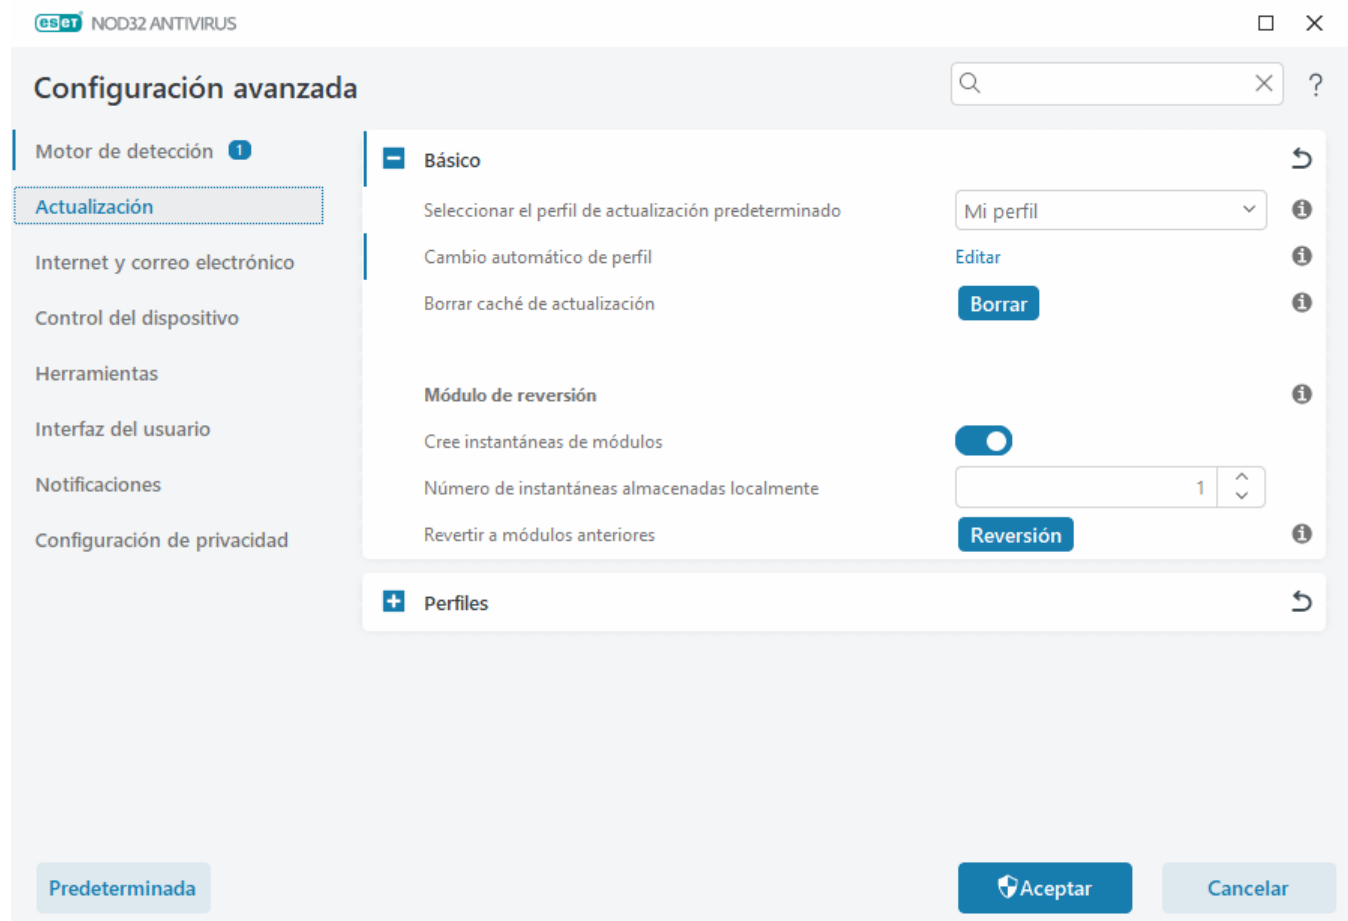 eset NOD32 ANTIVIRUS
Configuración avanzada
?
Motor de detección 1
Actualización
Internet y correo electrónico
Control del dispositivo
Herramientas
Interfaz del usuario
Notificaciones
Configuración de privacidad
Básico
Seleccionar el perfil de actualización predeterminado Mi perfil
Cambio automático de perfil Editar
Borrar caché de actualización Borrar
Módulo de reversión
Cree instantáneas de módulos
Número de instantáneas almacenadas localmente 1
Revertir a módulos anteriores Reversión
Perfiles
Predeterminada Aceptar Cancelar